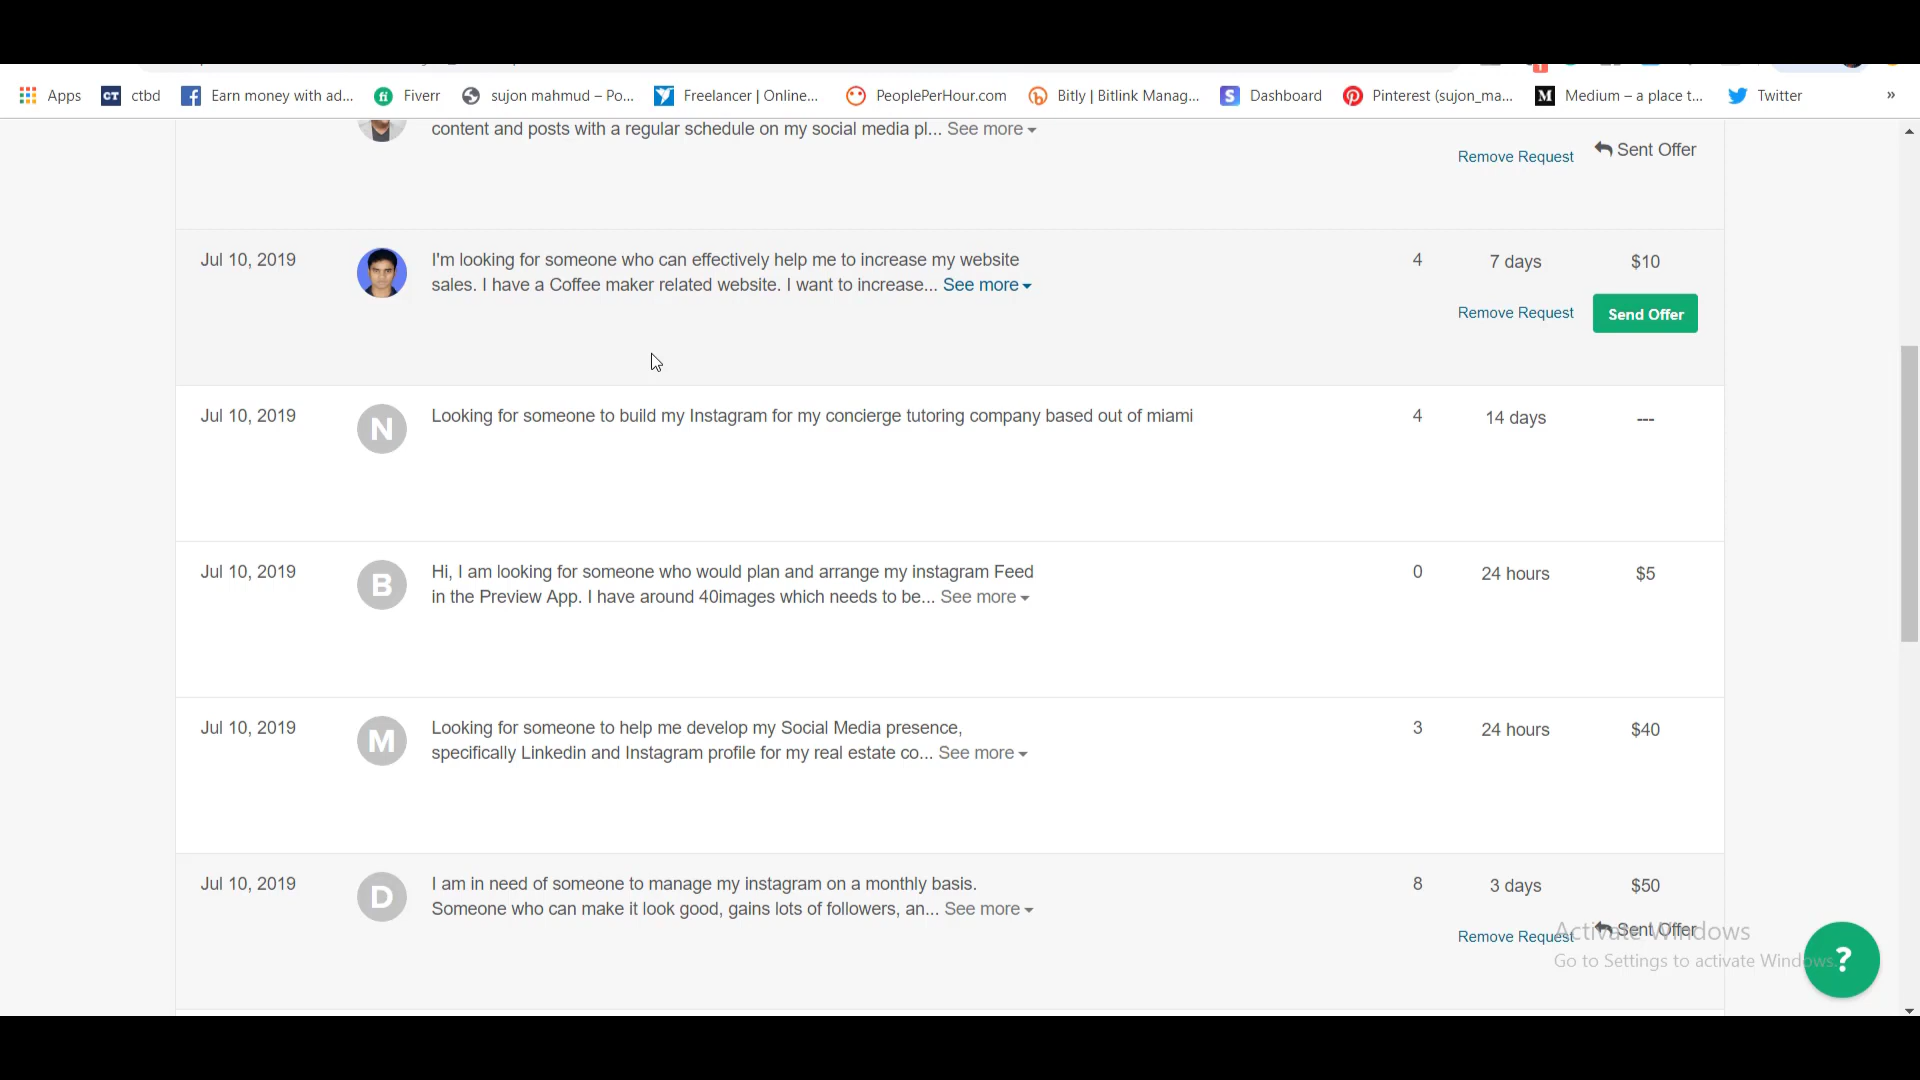 Apps ctbd Earn money with ad... Fiverr sujon mahmud – Po... Freelancer | Online... PeoplePerHour.com Bitly | Bitlink Manag... Dashboard Pinterest (sujon_ma... Medium – a place t... Twitter »
content and posts with a regular schedule on my social media pl... See more
Remove Request Sent Offer
Jul 10, 2019 I'm looking for someone who can effectively help me to increase my website 4 7 days $10
sales. I have a Coffee maker related website. I want to increase... See more
Remove Request Send Offer
Jul 10, 2019 N Looking for someone to build my Instagram for my concierge tutoring company based out of miami 4 14 days ---
Jul 10, 2019 B Hi, I am looking for someone who would plan and arrange my instagram Feed 0 24 hours $5
in the Preview App. I have around 40images which needs to be... See more
Jul 10, 2019 M Looking for someone to help me develop my Social Media presence, 3 24 hours $40
specifically Linkedin and Instagram profile for my real estate co... See more
Jul 10, 2019 D I am in need of someone to manage my instagram on a monthly basis. 8 3 days $50
Someone who can make it look good, gains lots of followers, an... See more
Remove Request Sent Offer
Activate Windows
Go to Settings to activate Windows.
?